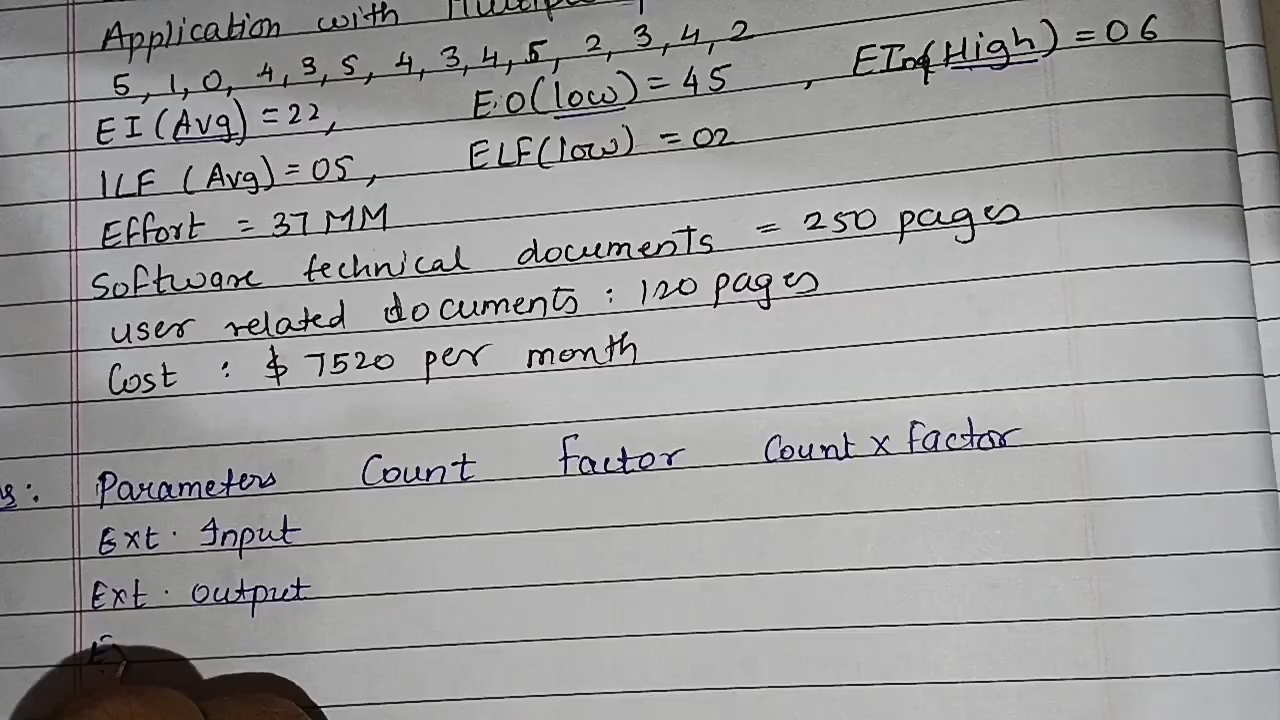 Application with
5, 1, 0, 4, 3, 5, 4, 3, 4, 5, 2, 3, 4, 2
EI (Avg) = 22, EO (low) = 45, EInq (High) = 06
ILF (Avg) = 05, ELF (low) = 02
Effort = 37 MM
Software technical documents = 250 pages
user related documents : 120 pages
Cost : $ 7520 per month
Parameters Count factor Count x factor
Ext. Input
Ext. output
E